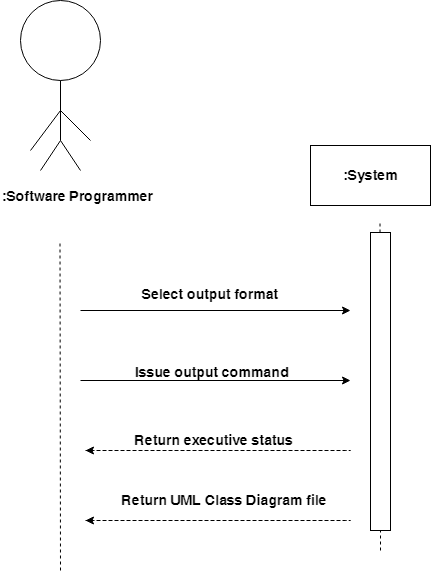 :Software Programmer
:System
Select output format
Issue output command
Return executive status
Return UML Class Diagram file